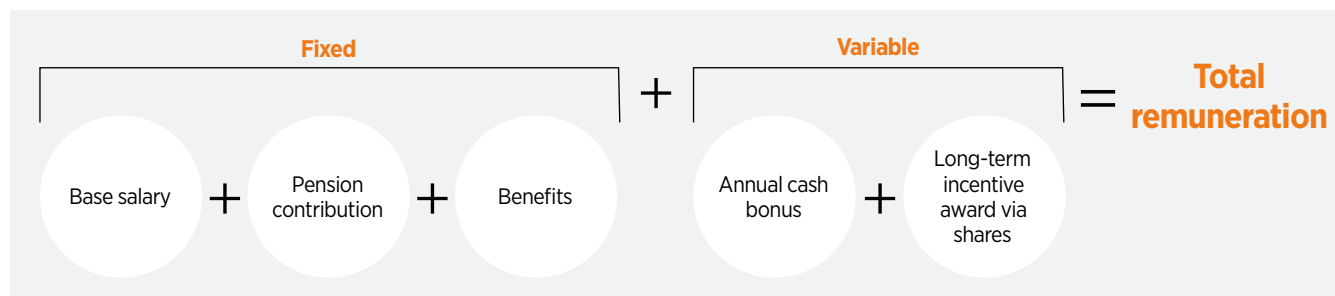 Fixed
Variable
+
=
Total
remuneration
Base salary
+
Pension
contribution
+
Benefits
Annual cash
bonus
+
Long-term
incentive
award via
shares